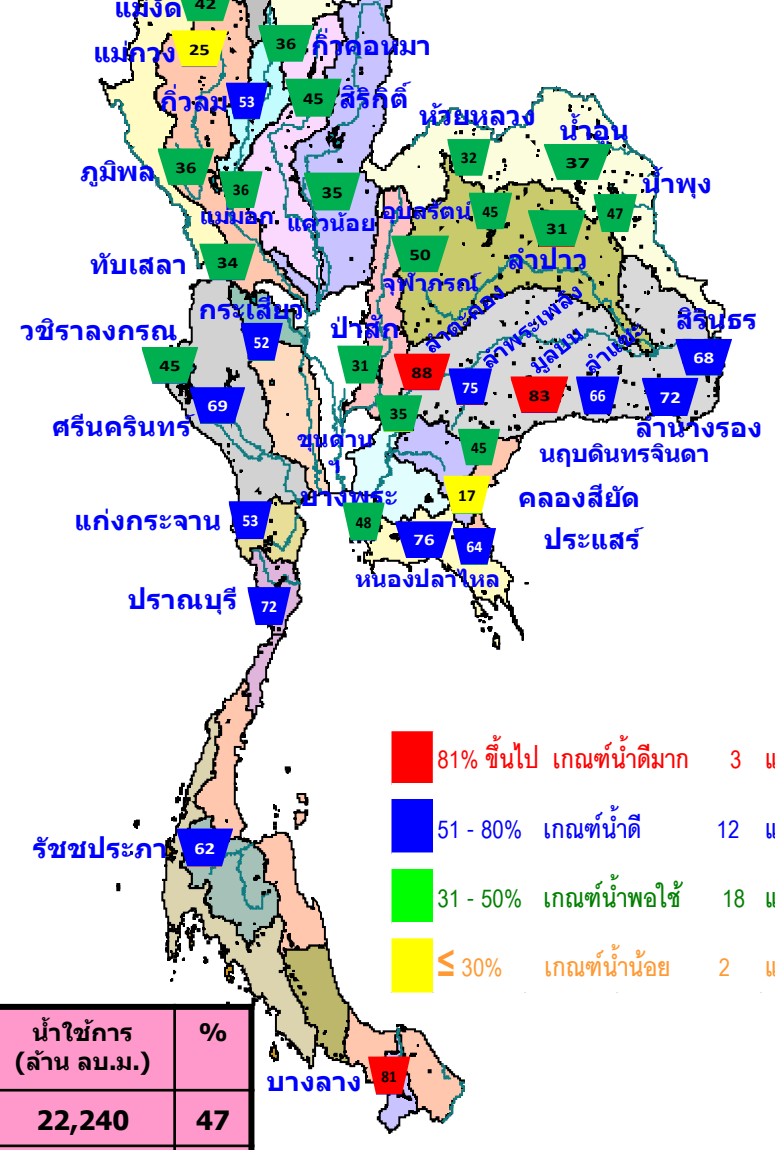 แม่งัด 42
แม่กวง 25
36 กิ่วคอหมา
กิ่วลม 53
45 สิริกิติ์
ห้วยหลวง
32
น้ำอูน
37
ภูมิพล 36
36
แม่มอก
35
แควน้อย
อุบลรัตน์ 45
31
ลำปาว
47
น้ำพุง
ทับเสลา 34
50
จุฬาภรณ์
กระเสียว
52
ป่าสัก
31
ลำตะคอง
88
ลำพระเพลิง
75
มูลบน
83
ลำแชะ
66
สิรินธร
68
72
ลำนางรอง
วชิราลงกรณ
45
69
ศรีนครินทร์
35
ขุนด่าน
ฯ
45
นฤบดินทรจินดา
บางพระ
48
17 คลองสียัด
แก่งกระจาน 53
76
หนองปลาไหล
64
ประแสร์
ปราณบุรี 72
81% ขึ้นไป เกณฑ์น้ำดีมาก 3
51 - 80% เกณฑ์น้ำดี 12
31 - 50% เกณฑ์น้ำพอใช้ 18
≤ 30% เกณฑ์น้ำน้อย 2
รัชชประภา 62
บางลาง 81
น้ำใช้การ
(ล้าน ลบ.ม.) %
22,240 47